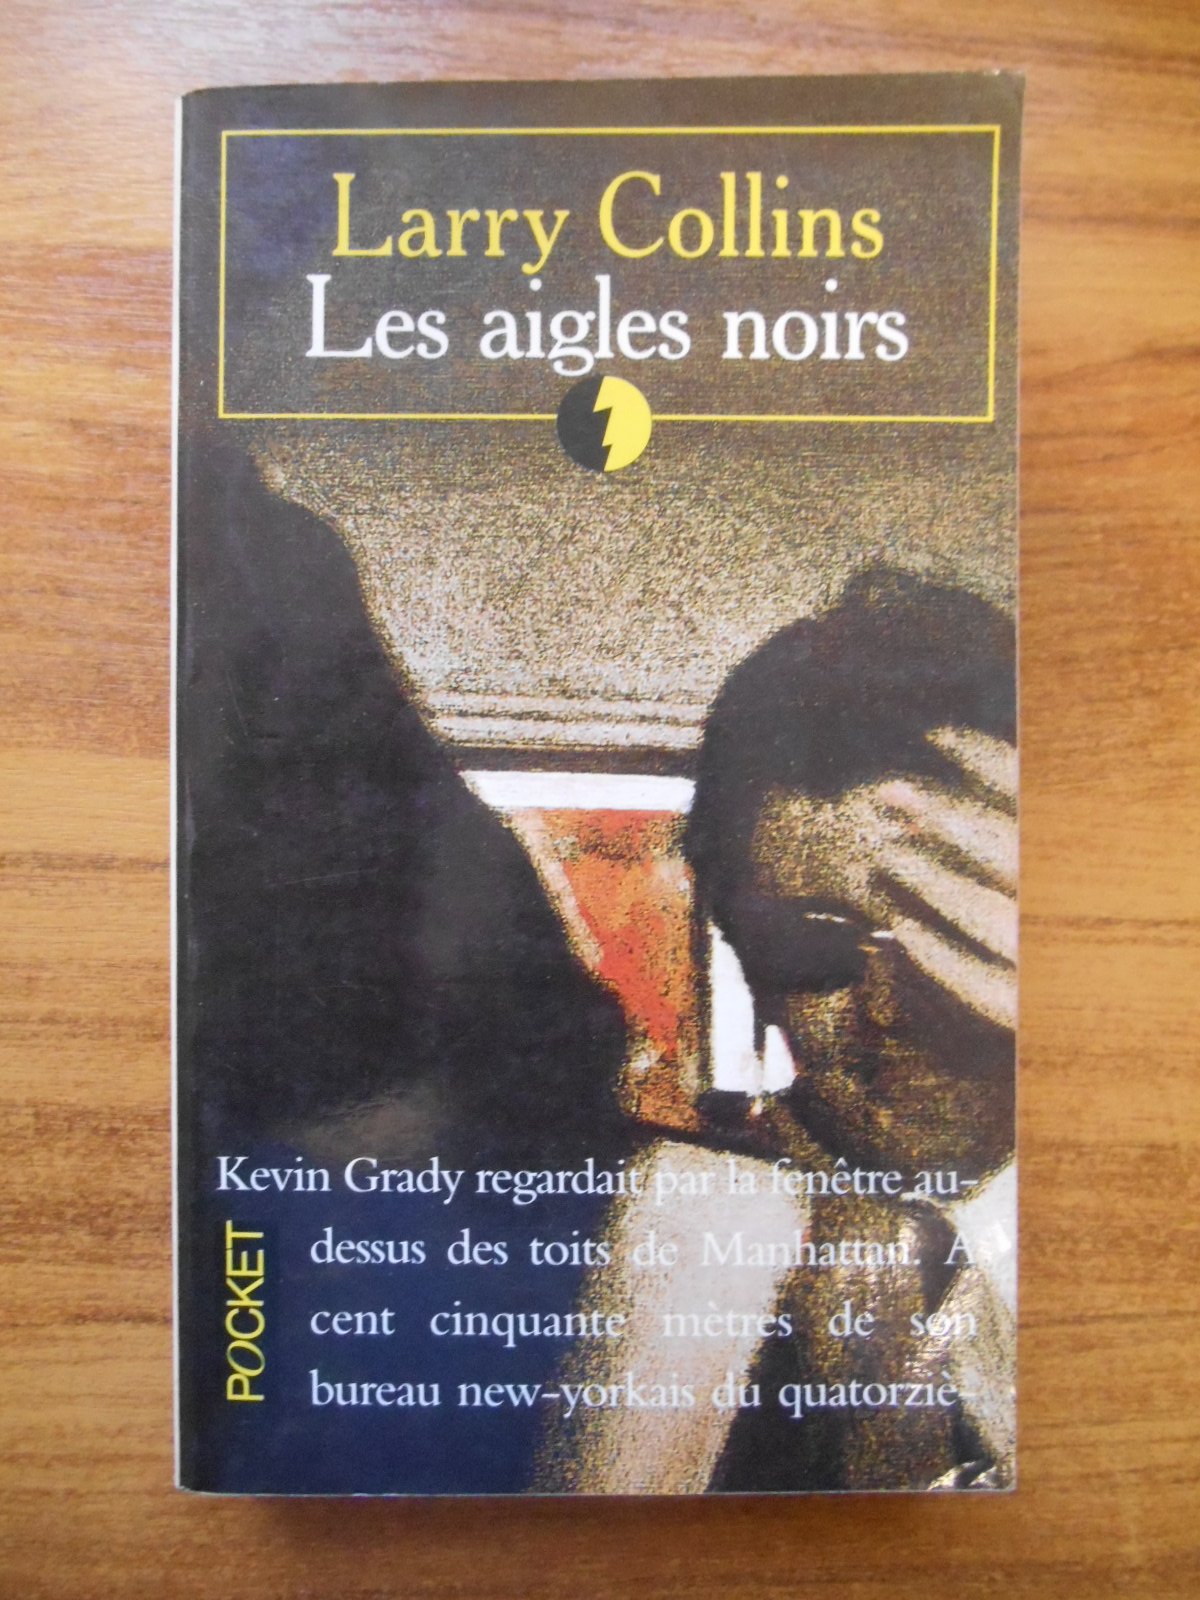 Larry Collins
Les aigles noirs
Kevin Grady regardait par la fenêtre au-
dessus des toits de Manhattan. A
cent cinquante mètres de son
bureau new-yorkais du quatorziè-
POCKET